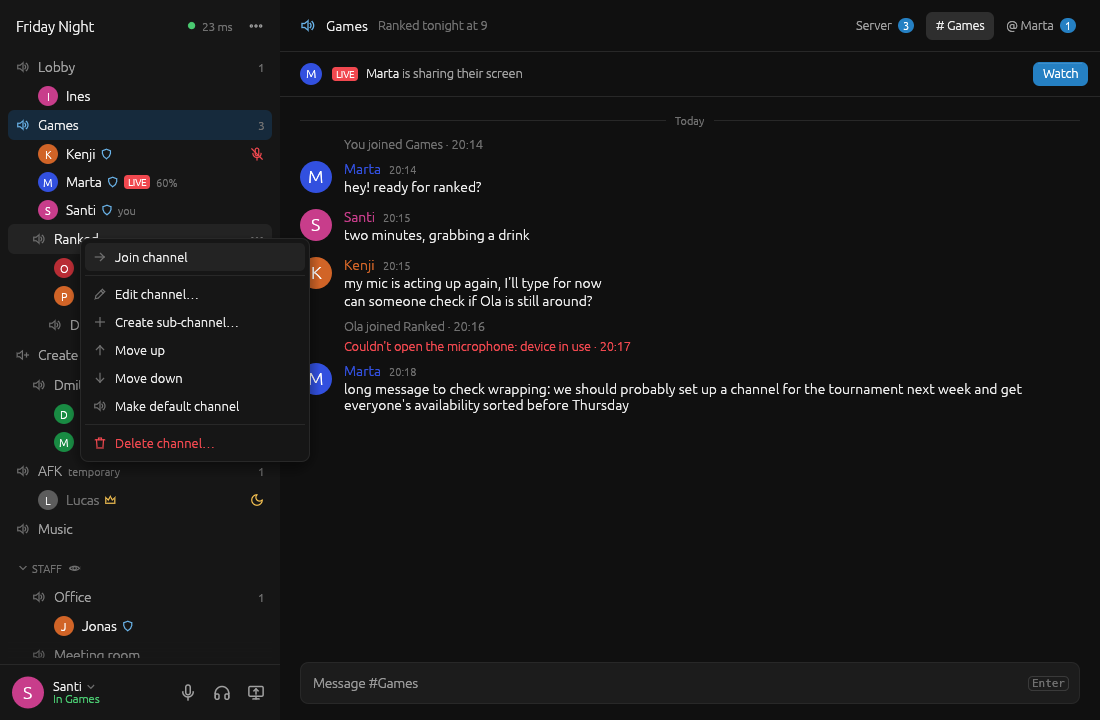 Friday Night
23 ms
Lobby 1
I Ines
Games 3
K Kenji
M Marta LIVE 60%
S Santi you
Ranked
O
P
D
Create
D
M
AFK temporary 1
L Lucas
Music
STAFF
Office 1
J Jonas
Meeting room
S Santi
In Games
Join channel
Edit channel…
Create sub-channel…
Move up
Move down
Make default channel
Delete channel…
Games Ranked tonight at 9
Server 3 # Games @ Marta 1
M LIVE Marta is sharing their screen Watch
Today
You joined Games · 20:14
M Marta 20:14
hey! ready for ranked?
S Santi 20:15
two minutes, grabbing a drink
K Kenji 20:15
my mic is acting up again, I'll type for now
can someone check if Ola is still around?
Ola joined Ranked · 20:16
Couldn't open the microphone: device in use · 20:17
M Marta 20:18
long message to check wrapping: we should probably set up a channel for the tournament next week and get
everyone's availability sorted before Thursday
Message #Games Enter